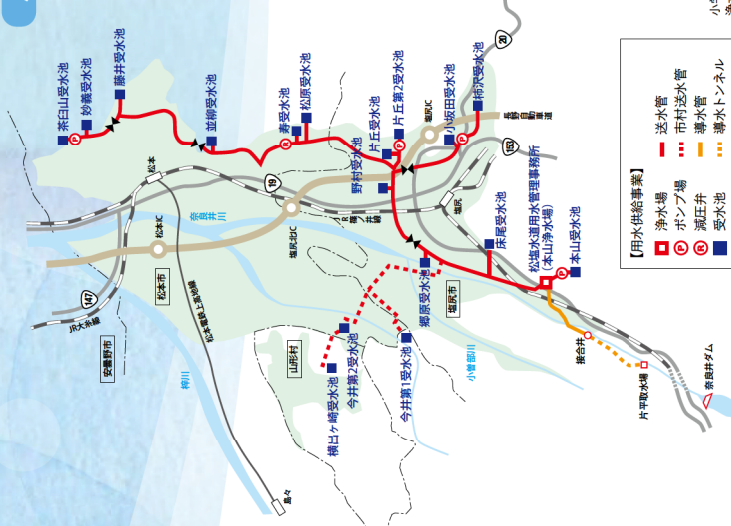 茶臼山受水池
妙義受水池
藤井受水池
並柳受水池
寿受水池
松原受水池
片丘受水池
片丘第2受水池
野村受水池
小坂田受水池
柿沢受水池
長野自動車道
塩尻IC
20
153
19
147
P
R
P
P
P
松本
松本IC
松本市
奈良井川
塩尻北IC
JR篠ノ井線
塩尻
塩尻市
JR大糸線
松本電鉄上高地線
安曇野市
梓川
島々
山形村
横出ヶ崎受水池
今井第2受水池
今井第1受水池
郷原受水池
床尾受水池
松塩水道用水管理事務所
(本山浄水場)
本山受水池
小曽部川
接合井
片平取水場
奈良井ダム
【用水供給事業】
浄水場
P ポンプ場
R 減圧弁
受水池
送水管
市村送水管
導水管
導水トンネル